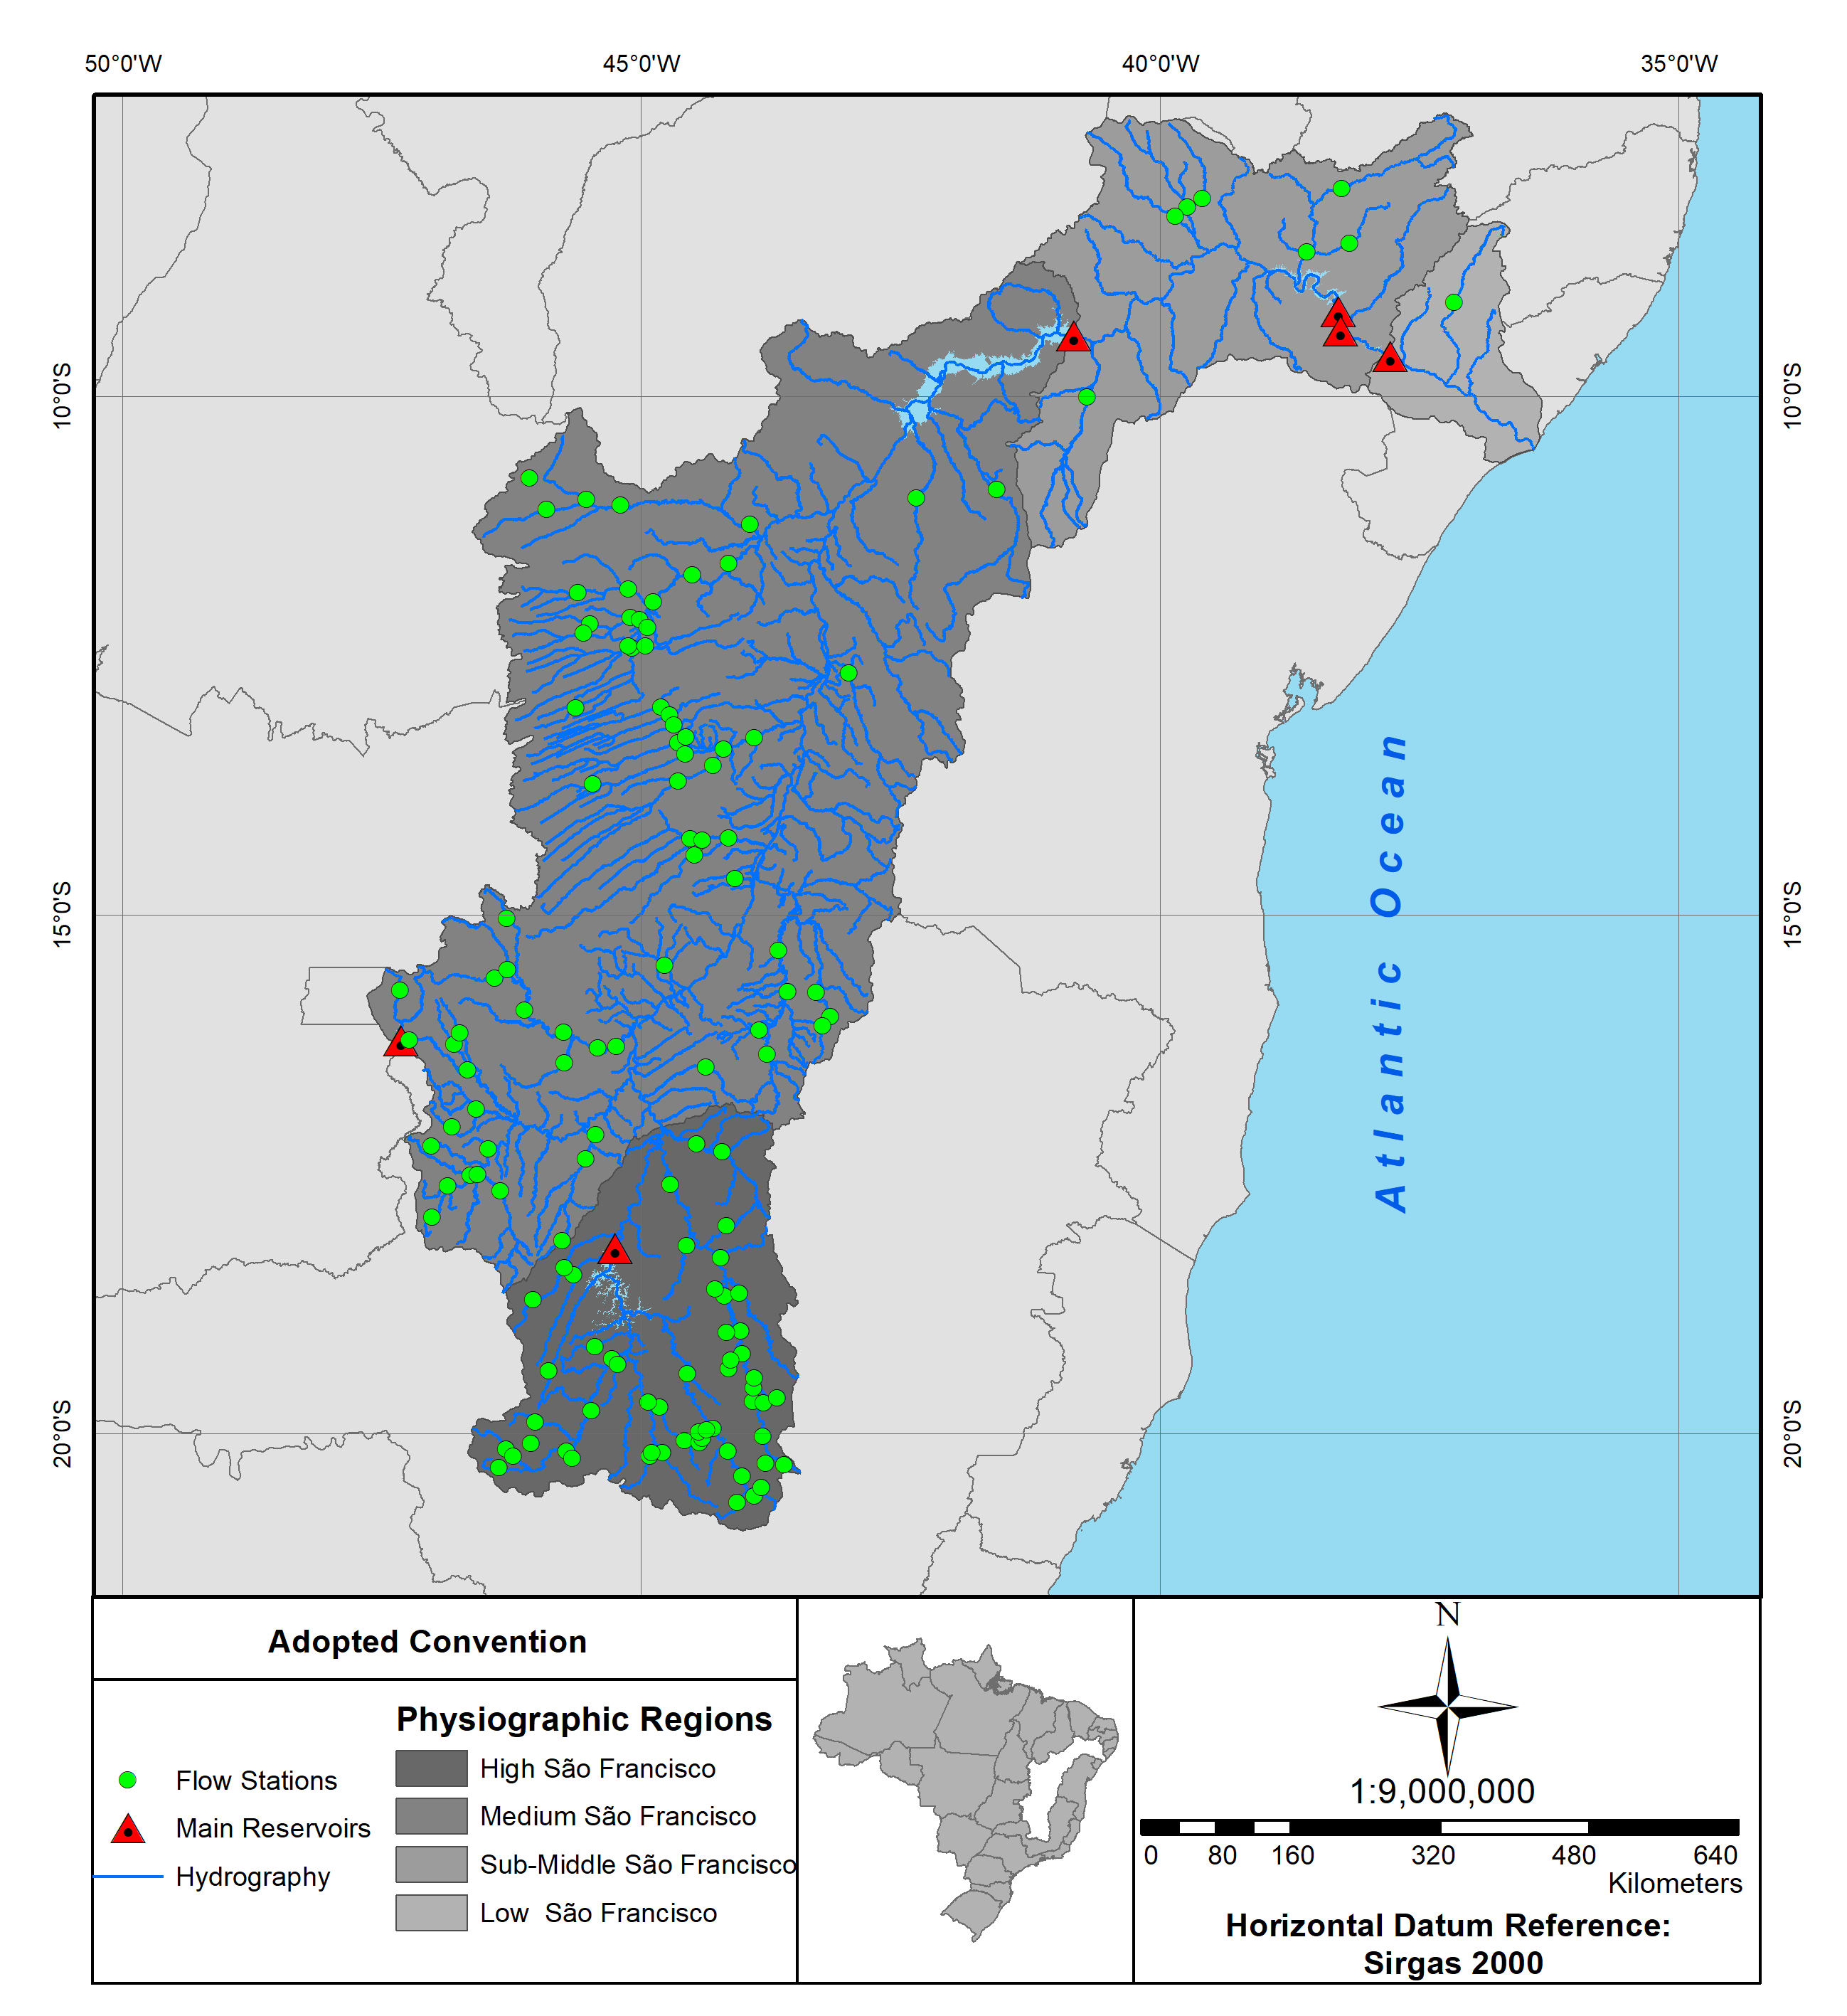 50°0'W 45°0'W 40°0'W 35°0'W
10°0'S 10°0'S
15°0'S 15°0'S
Atlantic Ocean
20°0'S 20°0'S
Adopted Convention
Physiographic Regions
Flow Stations
Main Reservoirs
Hydrography
High São Francisco
Medium São Francisco
Sub-Middle São Francisco
Low São Francisco
N
1:9,000,000
0 80 160 320 480 640
Kilometers
Horizontal Datum Reference:
Sirgas 2000